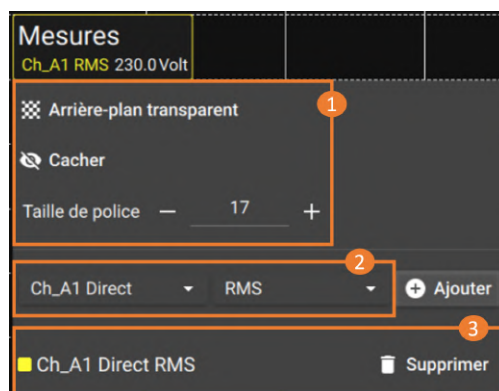 Mesures
Ch_A1 RMS 230.0 Volt
1
Arrière-plan transparent
Cacher
Taille de police — 17 +
2
Ch_A1 Direct RMS Ajouter
3
Ch_A1 Direct RMS Supprimer